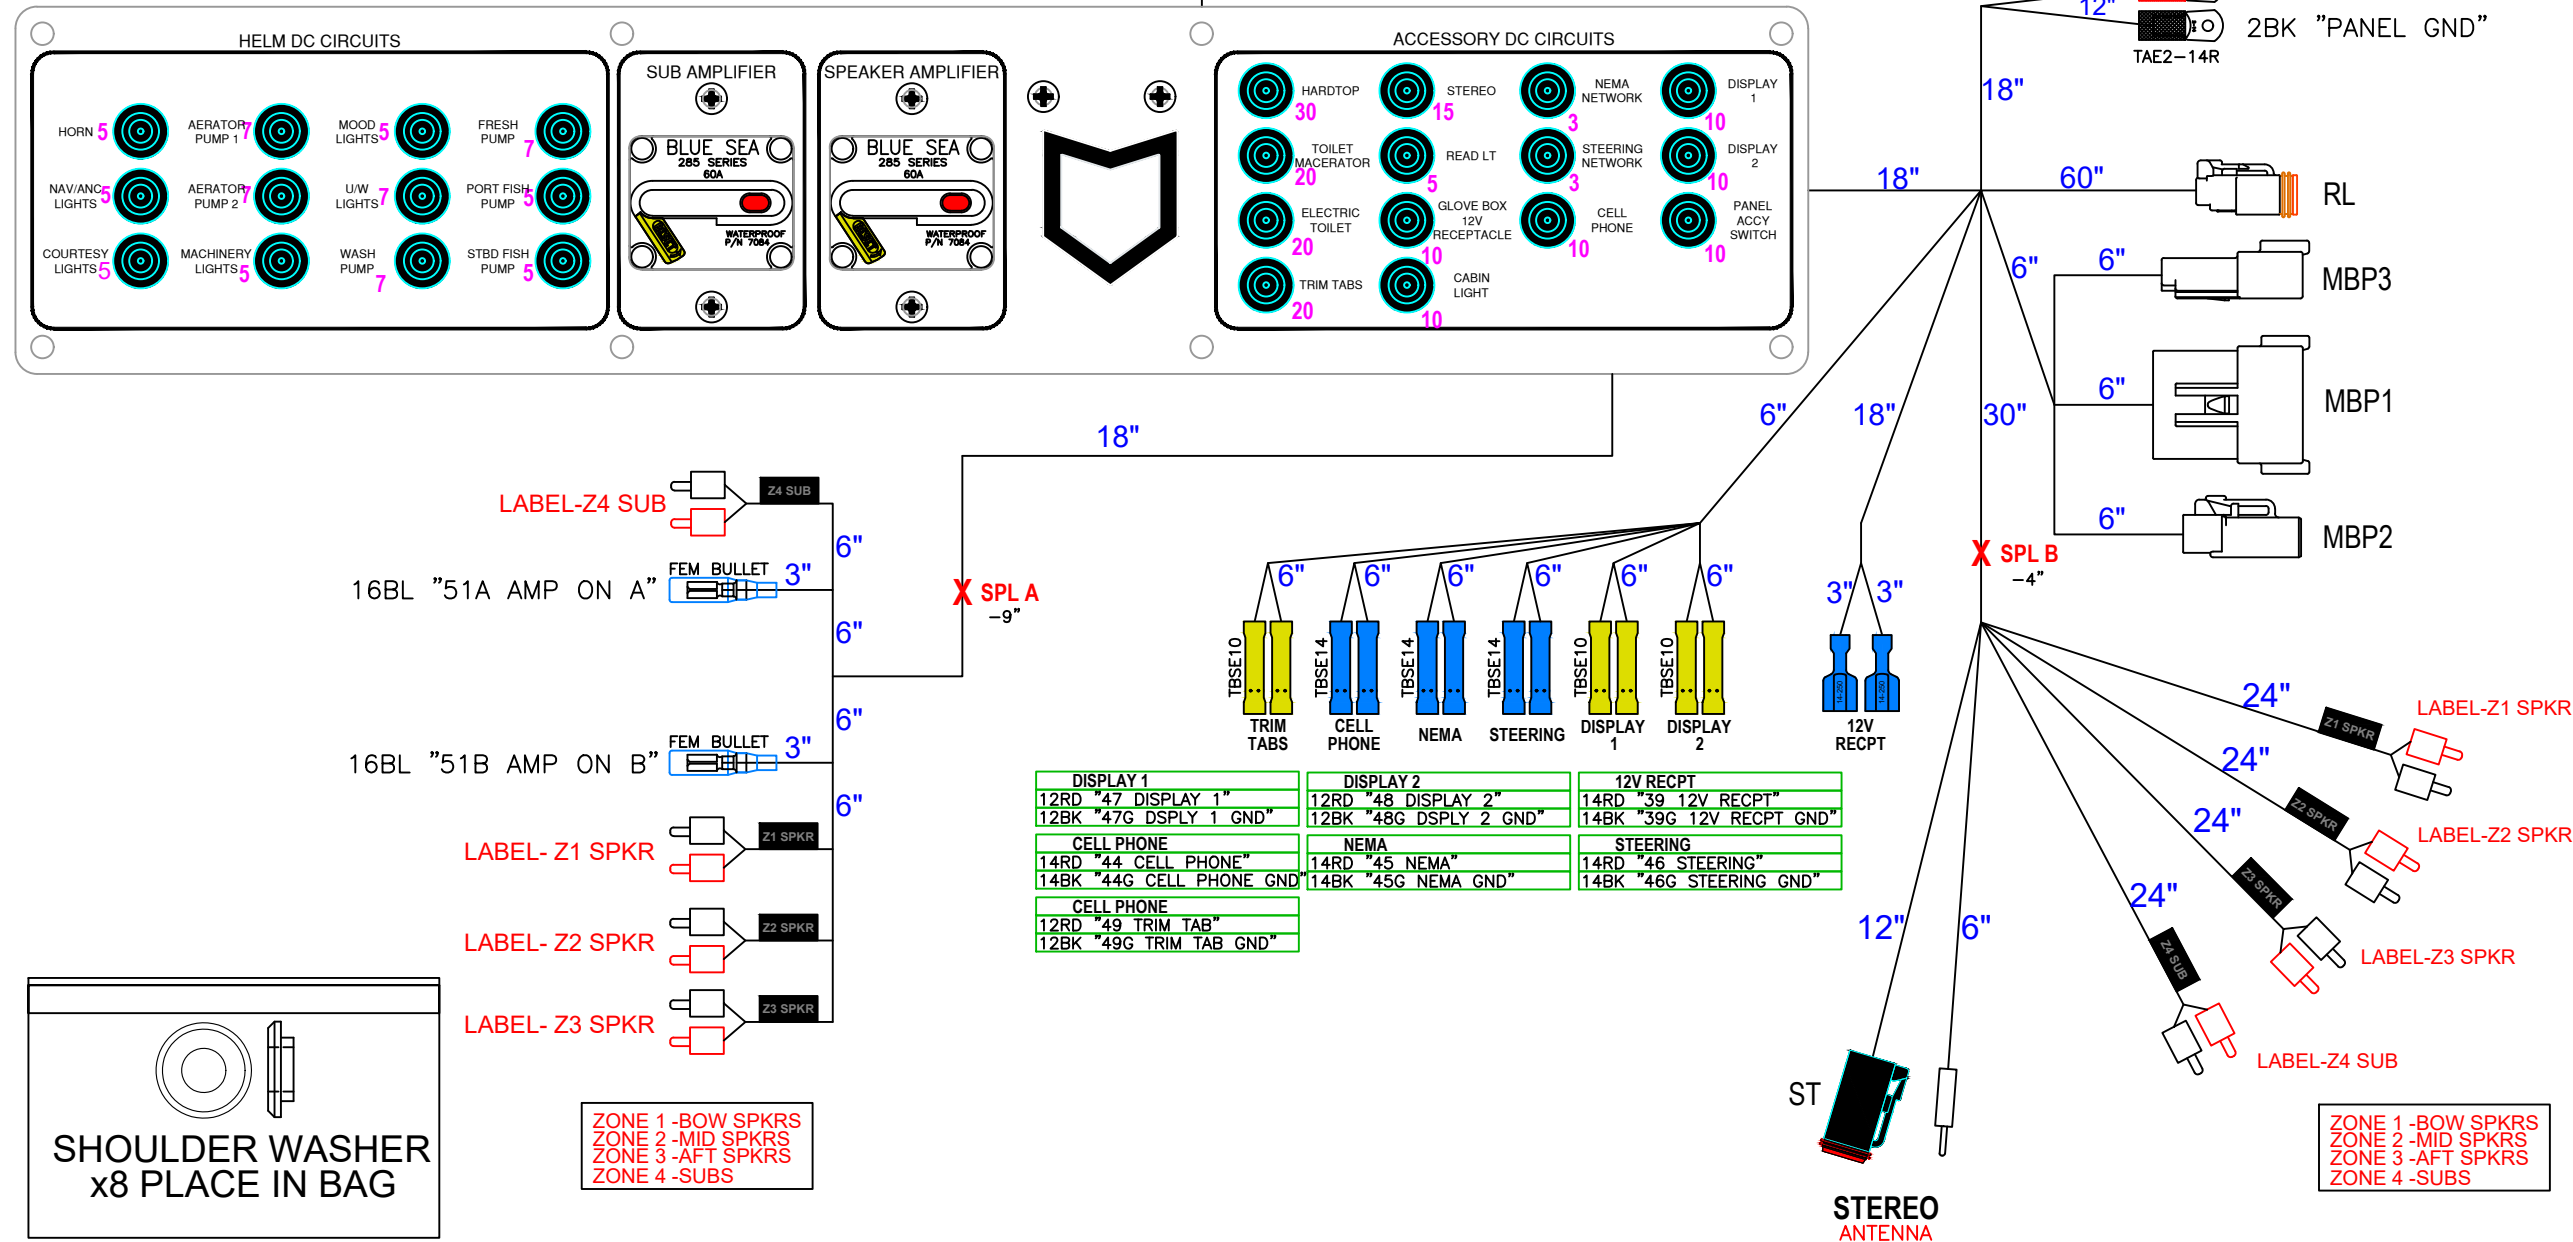 HELM DC CIRCUITS
HORN 5
AERATOR
PUMP 1 7
MOOD
LIGHTS 5
FRESH
PUMP 7
NAV/ANC
LIGHTS 5
AERATOR
PUMP 2 7
U/W
LIGHTS 7
PORT FISH
PUMP 5
COURTESY
LIGHTS 5
MACHINERY
LIGHTS 5
WASH
PUMP 7
STBD FISH
PUMP 5
SUB AMPLIFIER
BLUE SEA
285 SERIES
60A
WATERPROOF
P/N 7084
SPEAKER AMPLIFIER
BLUE SEA
285 SERIES
60A
WATERPROOF
P/N 7084
ACCESSORY DC CIRCUITS
HARDTOP
30
STEREO
15
NEMA
NETWORK
3
DISPLAY
1
10
TOILET
MACERATOR
20
READ LT
5
STEERING
NETWORK
3
DISPLAY
2
10
ELECTRIC
TOILET
20
GLOVE BOX
12V
RECEPTACLE
10
CELL
PHONE
10
PANEL
ACCY
SWITCH
10
TRIM TABS
20
CABIN
LIGHT
10
12"
2BK "PANEL GND"
TAE2-14R
18"
18"
60"
RL
6"
6"
MBP3
6"
MBP1
6"
MBP2
6"
18"
30"
18"
SPL B
-4"
SPL A
-9"
LABEL-Z4 SUB
Z4 SUB
6"
16BL "51A AMP ON A"
FEM BULLET
3"
6"
6"
16BL "51B AMP ON B"
FEM BULLET
3"
6"
LABEL- Z1 SPKR
Z1 SPKR
LABEL- Z2 SPKR
Z2 SPKR
LABEL- Z3 SPKR
Z3 SPKR
6"
6"
6"
6"
6"
6"
TBSE10
TBSE14
TBSE14
TBSE14
TBSE10
TBSE10
TRIM
TABS
CELL
PHONE
NEMA
STEERING
DISPLAY
1
DISPLAY
2
3"
3"
14-250
14-250
12V
RECPT
DISPLAY 1
12RD "47 DISPLAY 1"
12BK "47G DSPLY 1 GND"
DISPLAY 2
12RD "48 DISPLAY 2"
12BK "48G DSPLY 2 GND"
12V RECPT
14RD "39 12V RECPT"
14BK "39G 12V RECPT GND"
CELL PHONE
14RD "44 CELL PHONE"
14BK "44G CELL PHONE GND"
NEMA
14RD "45 NEMA"
14BK "45G NEMA GND"
STEERING
14RD "46 STEERING"
14BK "46G STEERING GND"
CELL PHONE
12RD "49 TRIM TAB"
12BK "49G TRIM TAB GND"
24"
Z1 SPKR
LABEL-Z1 SPKR
24"
Z2 SPKR
LABEL-Z2 SPKR
24"
Z3 SPKR
LABEL-Z3 SPKR
24"
Z4 SUB
LABEL-Z4 SUB
12"
6"
ST
STEREO
ANTENNA
SHOULDER WASHER
x8 PLACE IN BAG
ZONE 1 -BOW SPKRS
ZONE 2 -MID SPKRS
ZONE 3 -AFT SPKRS
ZONE 4 -SUBS
ZONE 1 -BOW SPKRS
ZONE 2 -MID SPKRS
ZONE 3 -AFT SPKRS
ZONE 4 -SUBS